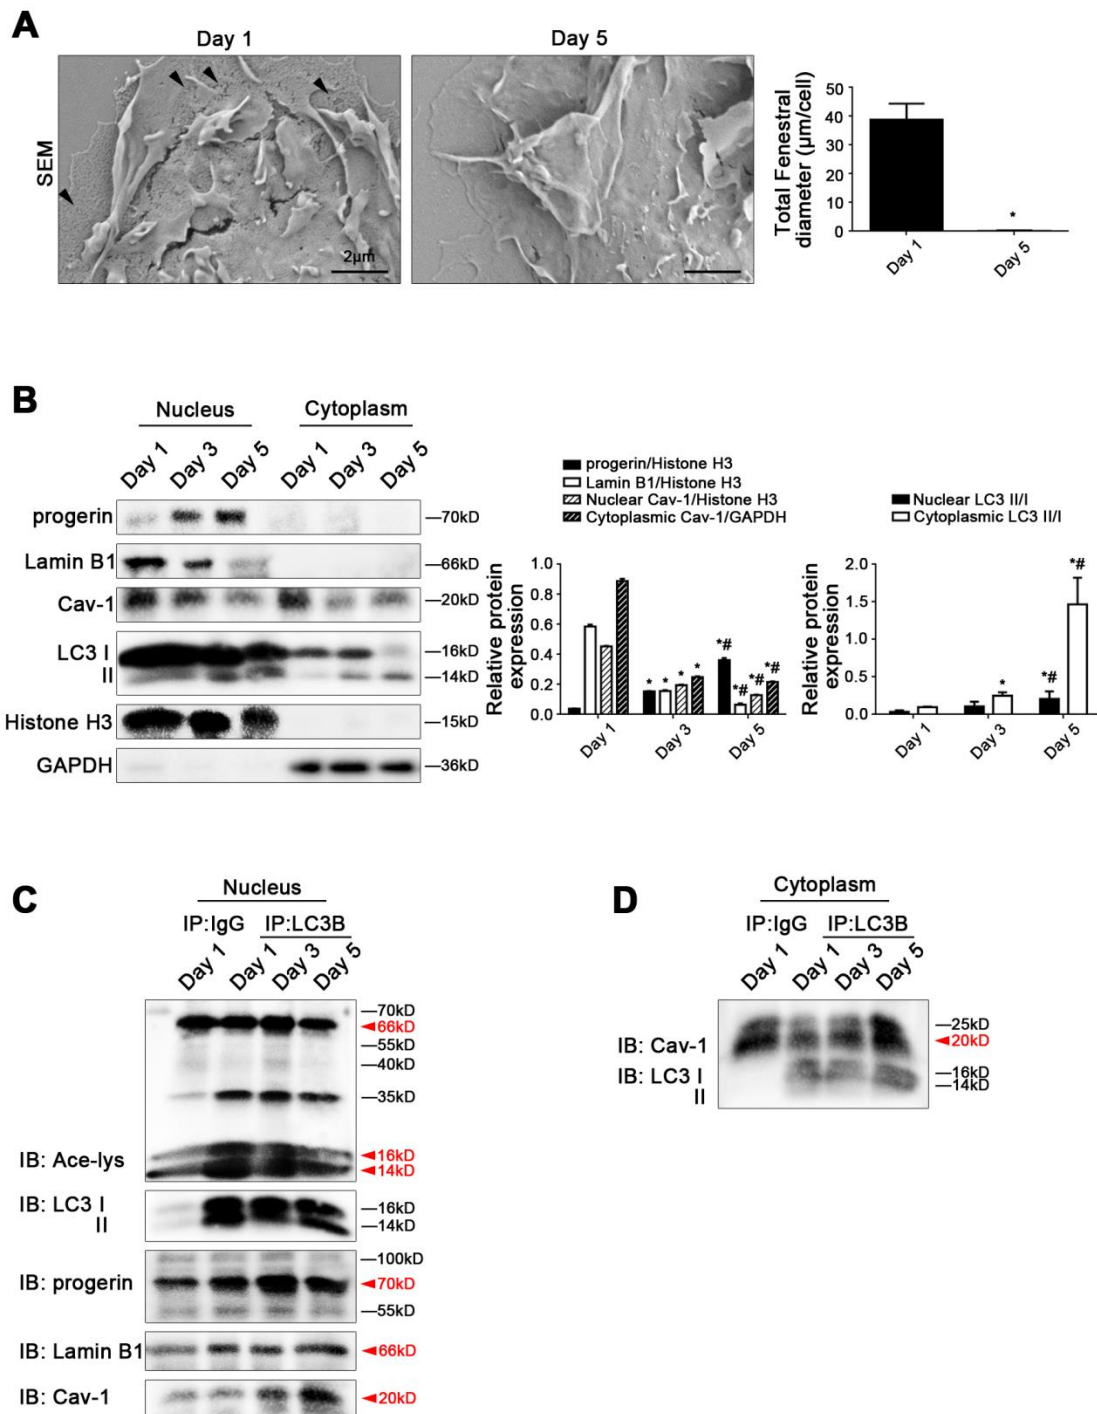 A
Day 1
Day 5
SEM
2μm
Total Fenestral
diameter (μm/cell)
50
40
30
20
10
0
*
Day 1
Day 5
B
Nucleus
Cytoplasm
Day 1
Day 3
Day 5
Day 1
Day 3
Day 5
progerin
—70kD
Lamin B1
—66kD
Cav-1
—20kD
LC3 I
—16kD
II
—14kD
Histone H3
—15kD
GAPDH
—36kD
progerin/Histone H3
Lamin B1/Histone H3
Nuclear Cav-1/Histone H3
Cytoplasmic Cav-1/GAPDH
Relative protein
expression
1.0
0.8
0.6
0.4
0.2
0.0
* * * *
*# *# *# *#
Day 1
Day 3
Day 5
Nuclear LC3 II/I
Cytoplasmic LC3 II/I
Relative protein
expression
2.0
1.5
1.0
0.5
0.0
*
*#
*#
Day 1
Day 3
Day 5
C
Nucleus
IP:IgG
IP:LC3B
Day 1
Day 1
Day 3
Day 5
—70kD
66kD
—55kD
—40kD
—35kD
IB: Ace-lys
16kD
14kD
IB: LC3 I
—16kD
II
—14kD
—100kD
IB: progerin
70kD
—55kD
IB: Lamin B1
66kD
IB: Cav-1
20kD
D
Cytoplasm
IP:IgG
IP:LC3B
Day 1
Day 1
Day 3
Day 5
—25kD
IB: Cav-1
20kD
IB: LC3 I
—16kD
II
—14kD